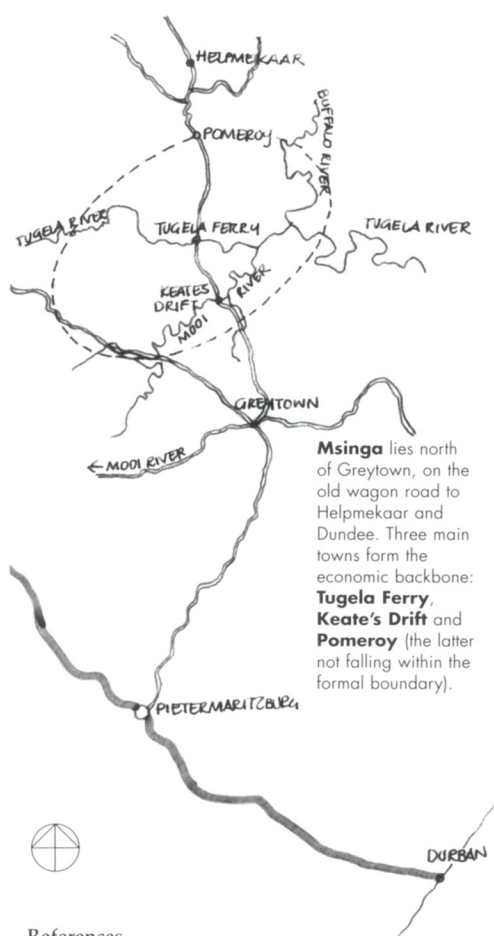 HELPMEKAAR
POMEROY
BUFFALO RIVER
TUGELA RIVER
TUGELA FERRY
TUGELA RIVER
KEATES
DRIFT
MOOI
RIVER
GREYTOWN
← MOOI RIVER
Msinga lies north
of Greytown, on the
old wagon road to
Helpmekaar and
Dundee. Three main
towns form the
economic backbone:
Tugela Ferry,
Keate's Drift and
Pomeroy (the latter
not falling within the
formal boundary).
PIETERMARITZBURG
DURBAN
References